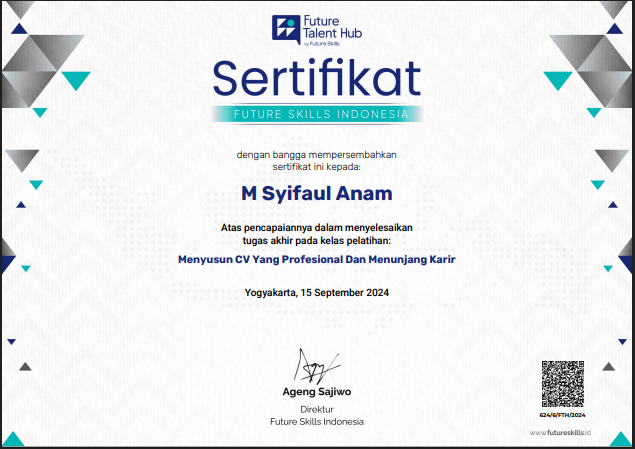 Future
Talent Hub
by Future Skills
Sertifikat
FUTURE SKILLS INDONESIA
dengan bangga mempersembahkan
sertifikat ini kepada:
M Syifaul Anam
Atas pencapaiannya dalam menyelesaikan
tugas akhir pada kelas pelatihan:
Menyusun CV Yang Profesional Dan Menunjang Karir
Yogyakarta, 15 September 2024
Ageng Sajiwo
Direktur
Future Skills Indonesia
624/6/FTH/2024
www.futureskills.id